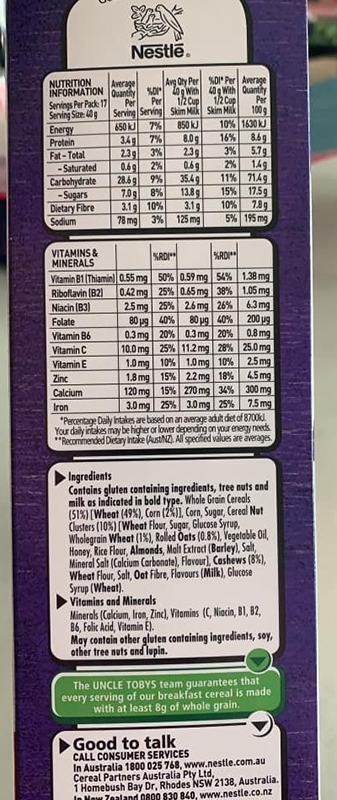 Nestlē®
NUTRITION INFORMATION Servings Per Pack: 17 Serving Size: 40 g | Average Quantity Per Serving | %DI* Per Serving | Avg Qty Per 40 g With 1/2 Cup Skim Milk | %DI* Per 40 g With 1/2 Cup Skim Milk | Average Quantity Per 100 g
Energy 650 kJ 7% 850 kJ 10% 1630 kJ
Protein 3.4 g 7% 8.0 g 16% 8.6 g
Fat – Total 2.3 g 3% 2.3 g 3% 5.7 g
– Saturated 0.6 g 2% 0.6 g 2% 1.4 g
Carbohydrate 28.6 g 9% 35.4 g 11% 71.4 g
– Sugars 7.0 g 8% 13.8 g 15% 17.5 g
Dietary Fibre 3.1 g 10% 3.1 g 10% 7.8 g
Sodium 78 mg 3% 125 mg 5% 195 mg
VITAMINS & MINERALS %RDI** %RDI**
Vitamin B1 (Thiamin) 0.55 mg 50% 0.59 mg 54% 1.38 mg
Riboflavin (B2) 0.42 mg 25% 0.65 mg 38% 1.05 mg
Niacin (B3) 2.5 mg 25% 2.6 mg 26% 6.3 mg
Folate 80 µg 40% 80 µg 40% 200 µg
Vitamin B6 0.3 mg 20% 0.3 mg 20% 0.8 mg
Vitamin C 10.0 mg 25% 11.2 mg 28% 25.0 mg
Vitamin E 1.0 mg 10% 1.0 mg 10% 2.5 mg
Zinc 1.8 mg 15% 2.2 mg 18% 4.5 mg
Calcium 120 mg 15% 270 mg 34% 300 mg
Iron 3.0 mg 25% 3.0 mg 25% 7.5 mg
*Percentage Daily Intakes are based on an average adult diet of 8700kJ.
Your daily intakes may be higher or lower depending on your energy needs.
**Recommended Dietary Intake (Aust/NZ). All specified values are averages.
Ingredients
Contains gluten containing ingredients, tree nuts and
milk as indicated in bold type. Whole Grain Cereals
(51%) [Wheat (49%), Corn (2%)], Corn, Sugar, Cereal Nut
Clusters (10%) [Wheat Flour, Sugar, Glucose Syrup,
Wholegrain Wheat (1%), Rolled Oats (0.8%), Vegetable Oil,
Honey, Rice Flour, Almonds, Malt Extract (Barley), Salt,
Mineral Salt (Calcium Carbonate), Flavour], Cashews (8%),
Wheat Flour, Salt, Oat Fibre, Flavours (Milk), Glucose
Syrup (Wheat).
Vitamins and Minerals
Minerals (Calcium, Iron, Zinc), Vitamins (C, Niacin, B1, B2,
B6, Folic Acid, Vitamin E).
May contain other gluten containing ingredients, soy,
other tree nuts and lupin.
The UNCLE TOBYS team guarantees that
every serving of our breakfast cereal is made
with at least 8g of whole grain.
Good to talk
CALL CONSUMER SERVICES
In Australia 1800 025 768, www.nestle.com.au
Cereal Partners Australia Pty Ltd,
1 Homebush Bay Dr, Rhodes NSW 2138, Australia.
In New Zealand 0800 830 840, www.nestle.co.nz